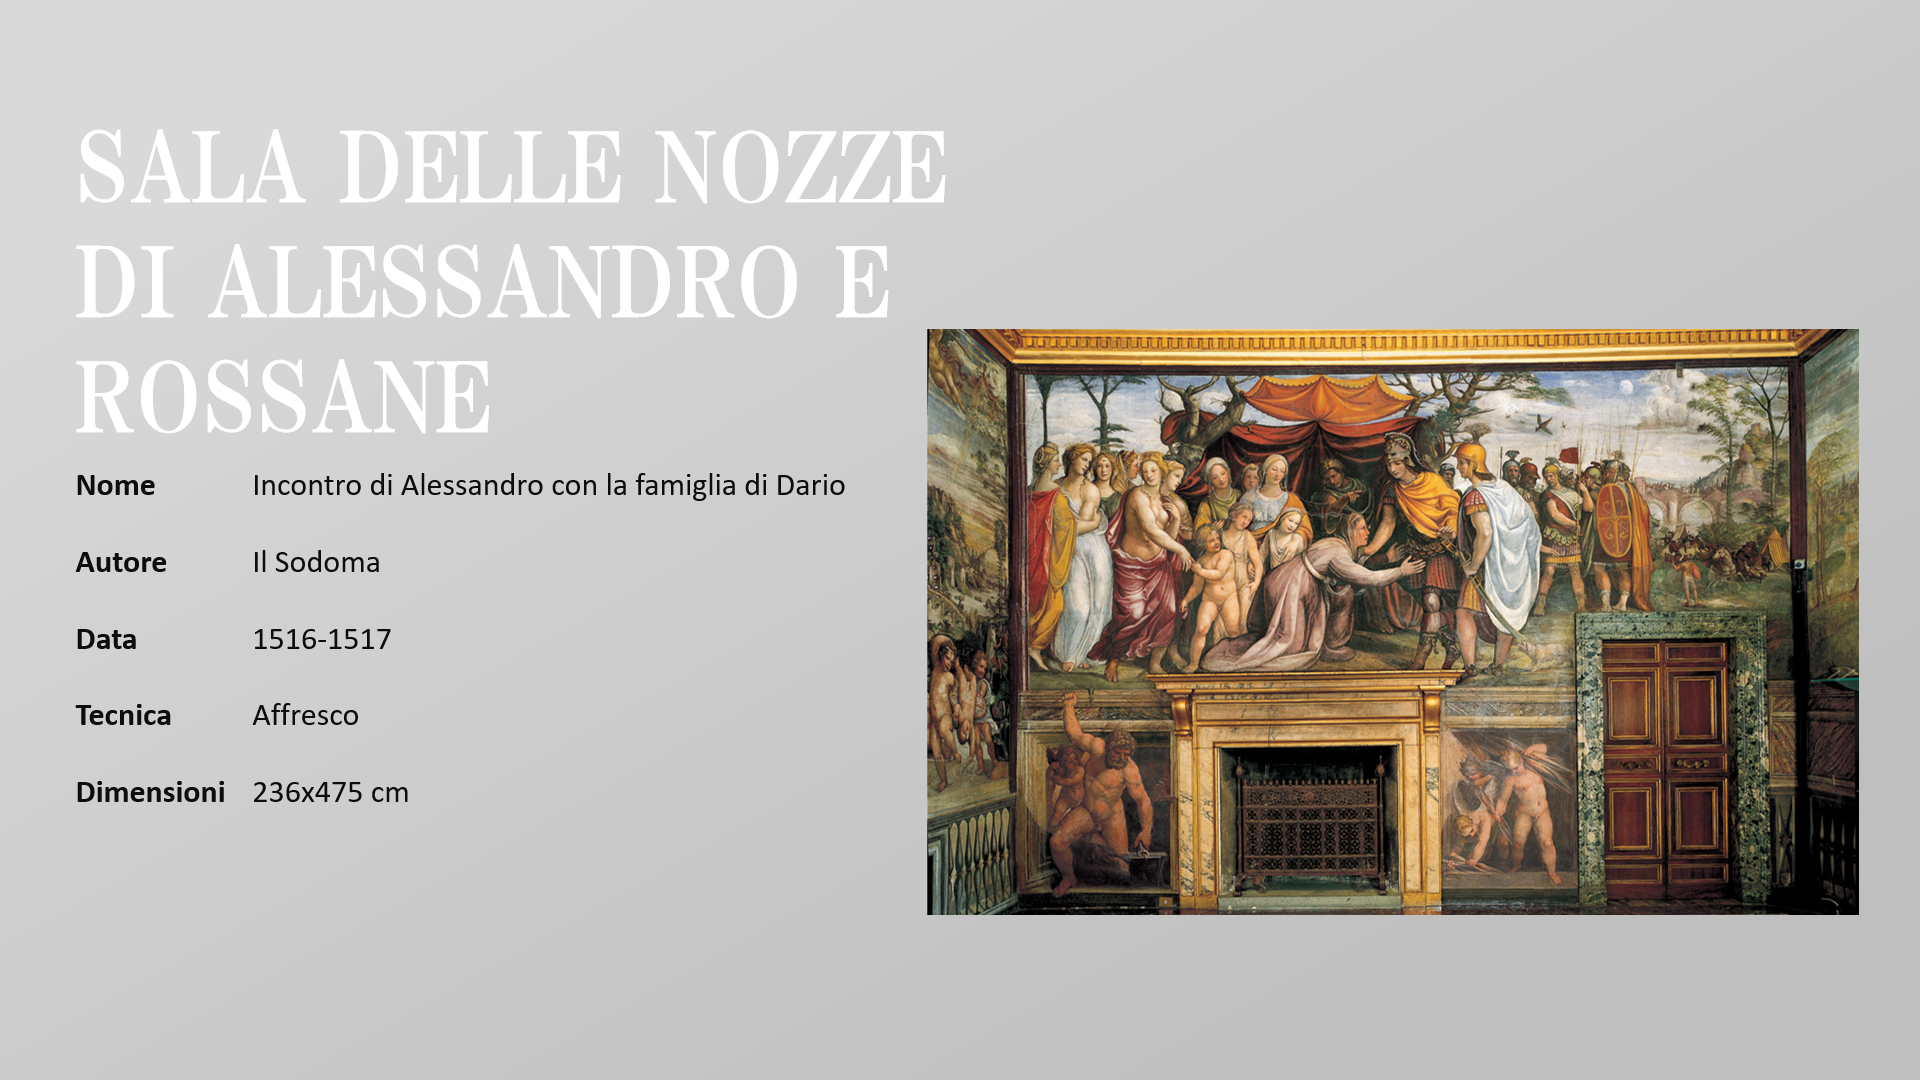 SALA DELLE NOZZE
DI ALESSANDRO E
ROSSANE
Nome Incontro di Alessandro con la famiglia di Dario
Autore Il Sodoma
Data 1516-1517
Tecnica Affresco
Dimensioni 236x475 cm